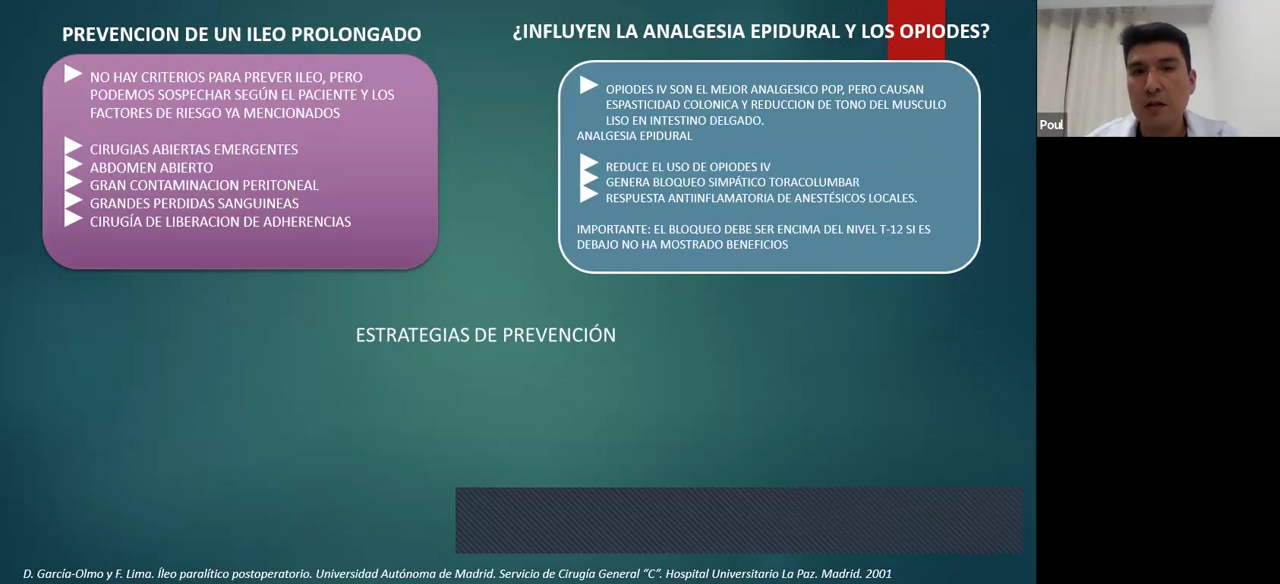 PREVENCION DE UN ILEO PROLONGADO
NO HAY CRITERIOS PARA PREVER ILEO, PERO
PODEMOS SOSPECHAR SEGÚN EL PACIENTE Y LOS
FACTORES DE RIESGO YA MENCIONADOS
CIRUGIAS ABIERTAS EMERGENTES
ABDOMEN ABIERTO
GRAN CONTAMINACION PERITONEAL
GRANDES PERDIDAS SANGUINEAS
CIRUGÍA DE LIBERACION DE ADHERENCIAS
¿INFLUYEN LA ANALGESIA EPIDURAL Y LOS OPIODES?
OPIODES IV SON EL MEJOR ANALGESICO POP, PERO CAUSAN
ESPASTICIDAD COLONICA Y REDUCCION DE TONO DEL MUSCULO
LISO EN INTESTINO DELGADO.
ANALGESIA EPIDURAL
REDUCE EL USO DE OPIODES IV
GENERA BLOQUEO SIMPÁTICO TORACOLUMBAR
RESPUESTA ANTIINFLAMATORIA DE ANESTÉSICOS LOCALES.
IMPORTANTE: EL BLOQUEO DEBE SER ENCIMA DEL NIVEL T-12 SI ES
DEBAJO NO HA MOSTRADO BENEFICIOS
Poul
ESTRATEGIAS DE PREVENCIÓN
D. García-Olmo y F. Lima. Íleo paralítico postoperatorio. Universidad Autónoma de Madrid. Servicio de Cirugía General "C". Hospital Universitario La Paz. Madrid. 2001